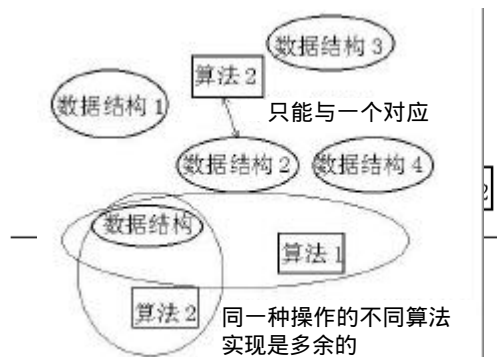 数据结构3
算法2
数据结构1
只能与一个对应
数据结构2
数据结构4
2
数据结构
算法1
算法2
同一种操作的不同算法
实现是多余的